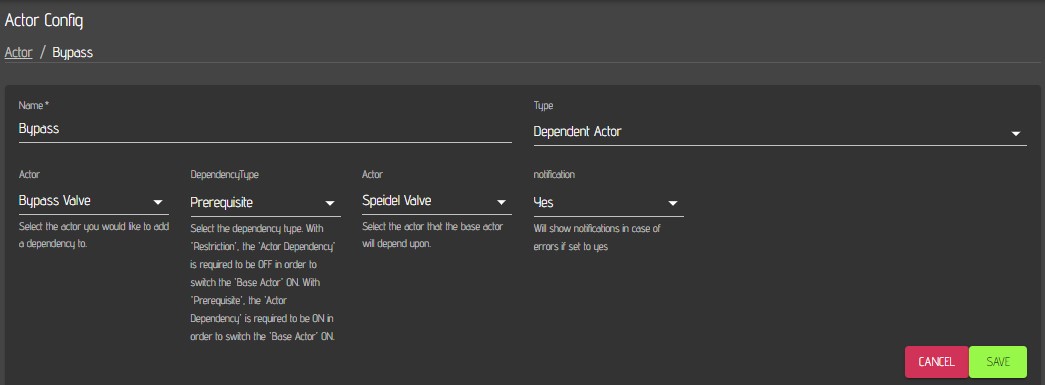 Actor Config
Actor / Bypass
Name *
Type
Bypass
Dependent Actor
Actor
DependencyType
Actor
notification
Bypass Valve
Prerequisite
Speidel Valve
Yes
Select the actor you would like to add
a dependency to.
Select the dependency type. With
'Restriction', the 'Actor Dependency'
is required to be OFF in order to
switch the 'Base Actor' ON. With
'Prerequisite', the 'Actor
Dependency' is required to be ON in
order to switch the 'Base Actor' ON.
Select the actor that the base actor
will depend upon.
Will show notifications in case of
errors if set to yes
CANCEL
SAVE